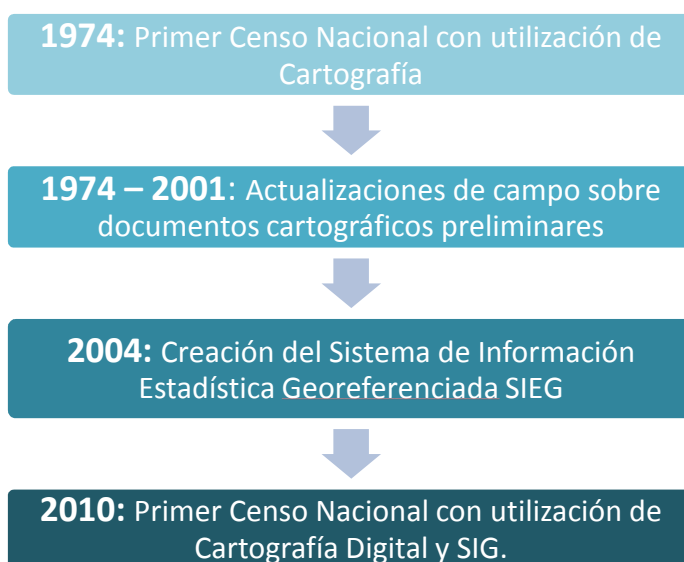 1974: Primer Censo Nacional con utilización de
Cartografía
1974 – 2001: Actualizaciones de campo sobre
documentos cartográficos preliminares
2004: Creación del Sistema de Información
Estadística Georeferenciada SIEG
2010: Primer Censo Nacional con utilización de
Cartografía Digital y SIG.